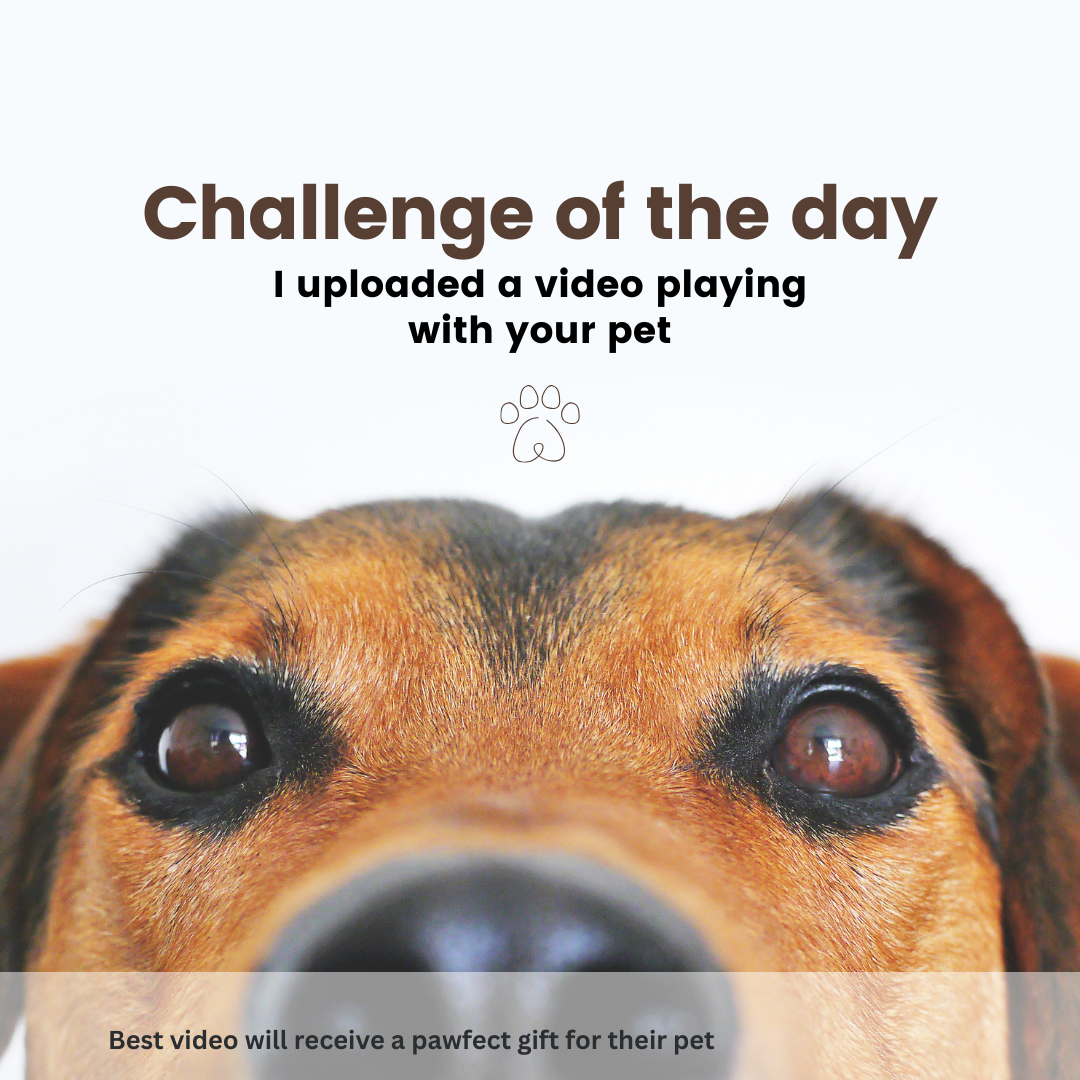 Challenge of the day
I uploaded a video playing
with your pet
Best video will receive a pawfect gift for their pet